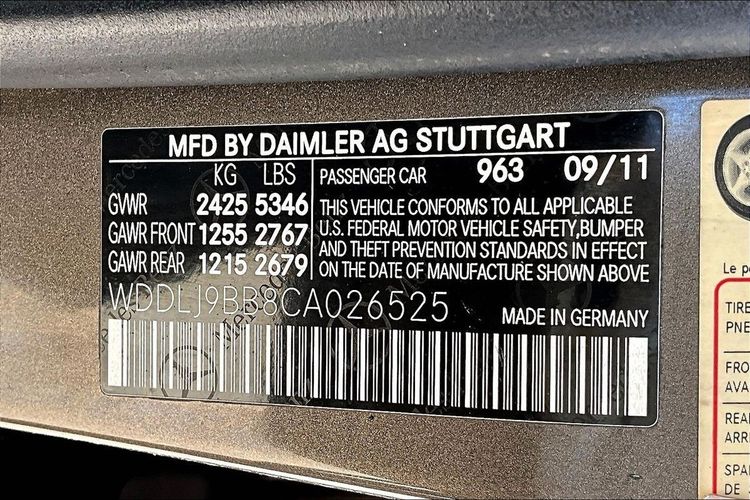 MFD BY DAIMLER AG STUTTGART
KG LBS
GVWR 2425 5346
GAWR FRONT 1255 2767
GAWR REAR 1215 2679
PASSENGER CAR 963 09/11
THIS VEHICLE CONFORMS TO ALL APPLICABLE
U.S. FEDERAL MOTOR VEHICLE SAFETY,BUMPER
AND THEFT PREVENTION STANDARDS IN EFFECT
ON THE DATE OF MANUFACTURE SHOWN ABOVE
WDDLJ9BB8CA026525
MADE IN GERMANY
Le p
TIRE
PNE
FRO
AVA
REA
ARRI
SPA
DE